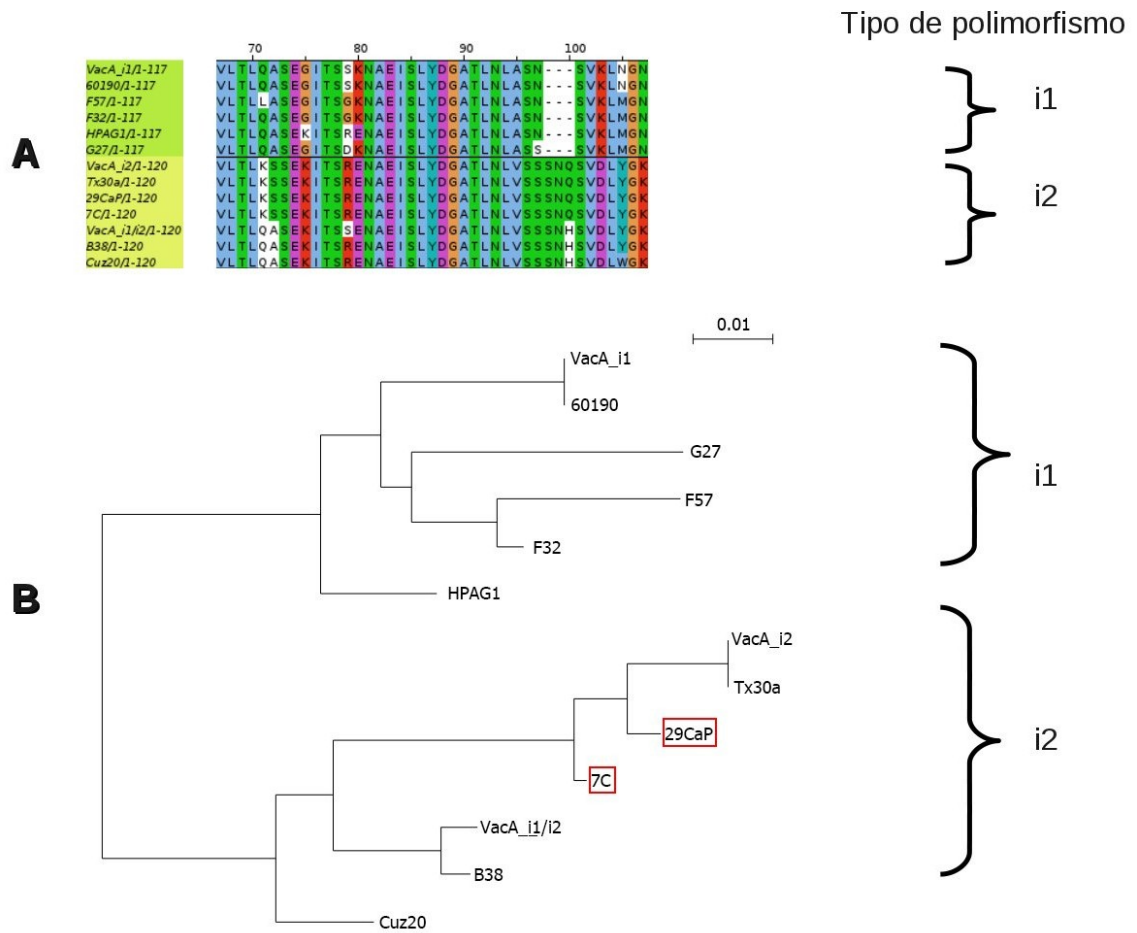 Tipo de polimorfismo
70 80 90 100
A
VacA_i1/1-117 VLTLQASEGITSSKNAEISLYDGATLNLASN---SVKLNGN
60190/1-117 VLTLQASEGITSSKNAEISLYDGATLNLASN---SVKLNGN
F57/1-117 VLTLLASEGITSGKNAEISLYDGATLNLASN---SVKLMGN
F32/1-117 VLTLQASEGITSGKNAEISLYDGATLNLASN---SVKLMGN
HPAG1/1-117 VLTLQASEKITSRENAEISLYDGATLNLASN---SVKLMGN
G27/1-117 VLTLQASEGITSDKNAEISLYDGATLNLASS---SVKLMGN
i1
VacA_i2/1-120 VLTLKSSEKITSRENAEISLYDGATLNLVSSSNQSVDLYGK
Tx30a/1-120 VLTLKSSEKITSRENAEISLYDGATLNLVSSSNQSVDLYGK
29CaP/1-120 VLTLKSSEKITSRENAEISLYDGATLNLVSSSNQSVDLYGK
7C/1-120 VLTLKSSEKITSRENAEISLYDGATLNLVSSSNQSVDLYGK
VacA_i1/i2/1-120 VLTLQASEKITSSENAEISLYDGATLNLVSSSNHSVDLYGK
B38/1-120 VLTLQASEKITSRENAEISLYDGATLNLVSSSNHSVDLYGK
Cuz20/1-120 VLTLQASEKITSRENAEISLYDGATLNLVSSSNHSVDLWGK
i2
B
0.01
VacA_i1
60190
G27
F57
F32
HPAG1
i1
VacA_i2
Tx30a
29CaP
7C
VacA_i1/i2
B38
Cuz20
i2